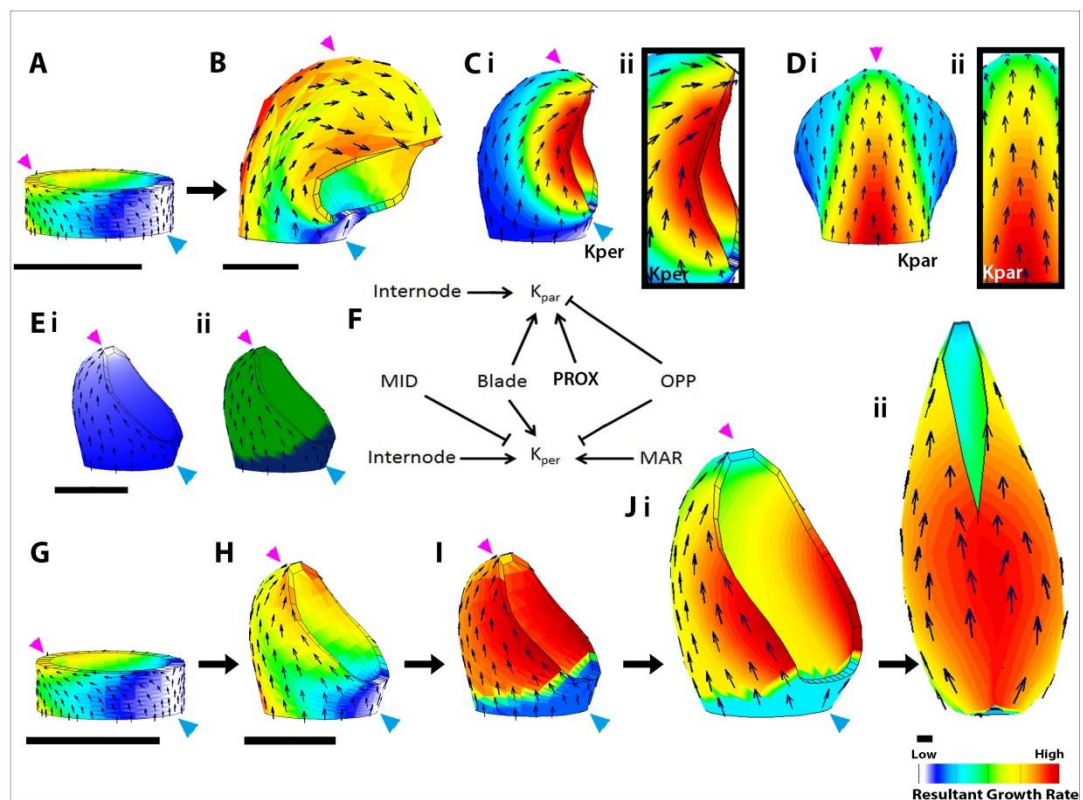 A
B
C i
ii
D i
ii
Kper
Kper
Kpar
Kpar
E i
ii
F
Internode
Kpar
MID
Blade
PROX
OPP
Internode
Kper
MAR
G
H
I
J i
ii
Low
High
Resultant Growth Rate